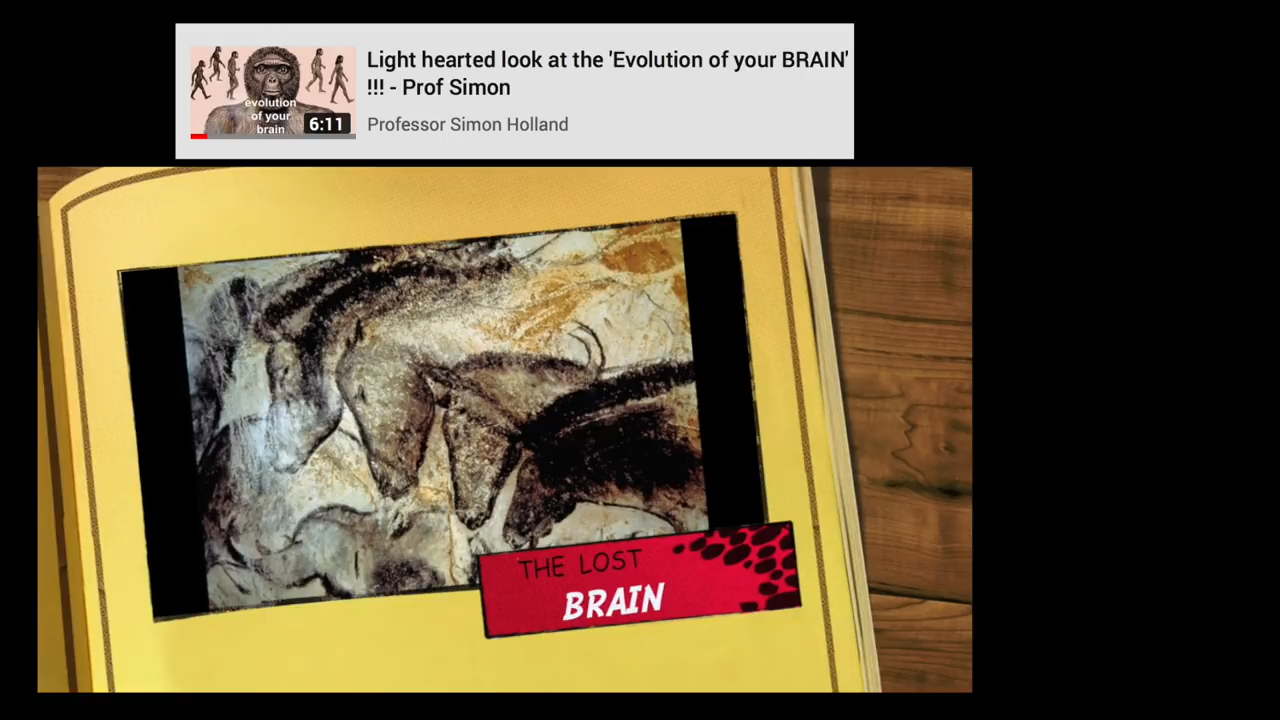 Light hearted look at the 'Evolution of your BRAIN'
!!! - Prof Simon
Professor Simon Holland
evolution
of your
brain
6:11
THE LOST
BRAIN